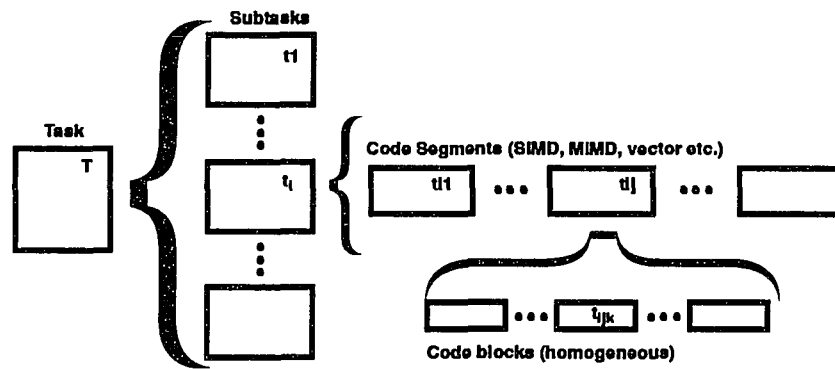 Subtasks
t1
Task
T
Code Segments (SIMD, MIMD, vector etc.)
ti
ti1
tij
tijk
Code blocks (homogeneous)